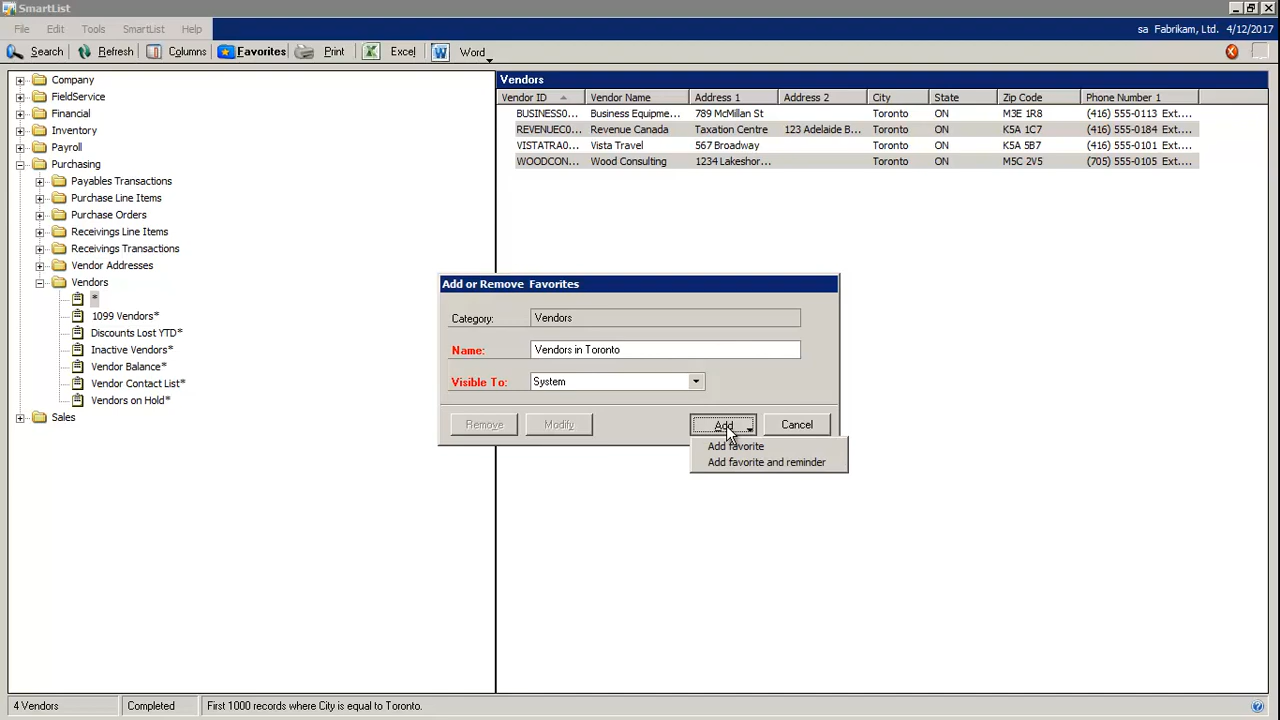 SmartList
File Edit Tools SmartList Help
sa Fabrikam, Ltd. 4/12/2017
Search Refresh Columns Favorites Print Excel Word
Company
FieldService
Financial
Inventory
Payroll
Purchasing
Payables Transactions
Purchase Line Items
Purchase Orders
Receivings Line Items
Receivings Transactions
Vendor Addresses
Vendors
*
1099 Vendors*
Discounts Lost YTD*
Inactive Vendors*
Vendor Balance*
Vendor Contact List*
Vendors on Hold*
Sales
Vendors
Vendor ID Vendor Name Address 1 Address 2 City State Zip Code Phone Number 1
BUSINESS0... Business Equipme... 789 McMillan St Toronto ON M3E 1R8 (416) 555-0113 Ext....
REVENUEC0... Revenue Canada Taxation Centre 123 Adelaide B... Toronto ON K5A 1C7 (416) 555-0184 Ext....
VISTATRA0... Vista Travel 567 Broadway Toronto ON K5A 5B7 (416) 555-0101 Ext....
WOODCON... Wood Consulting 1234 Lakeshor... Toronto ON M5C 2V5 (705) 555-0105 Ext....
Add or Remove Favorites
Category: Vendors
Name: Vendors in Toronto
Visible To: System
Remove Modify Add Cancel
Add favorite
Add favorite and reminder
4 Vendors Completed First 1000 records where City is equal to Toronto.